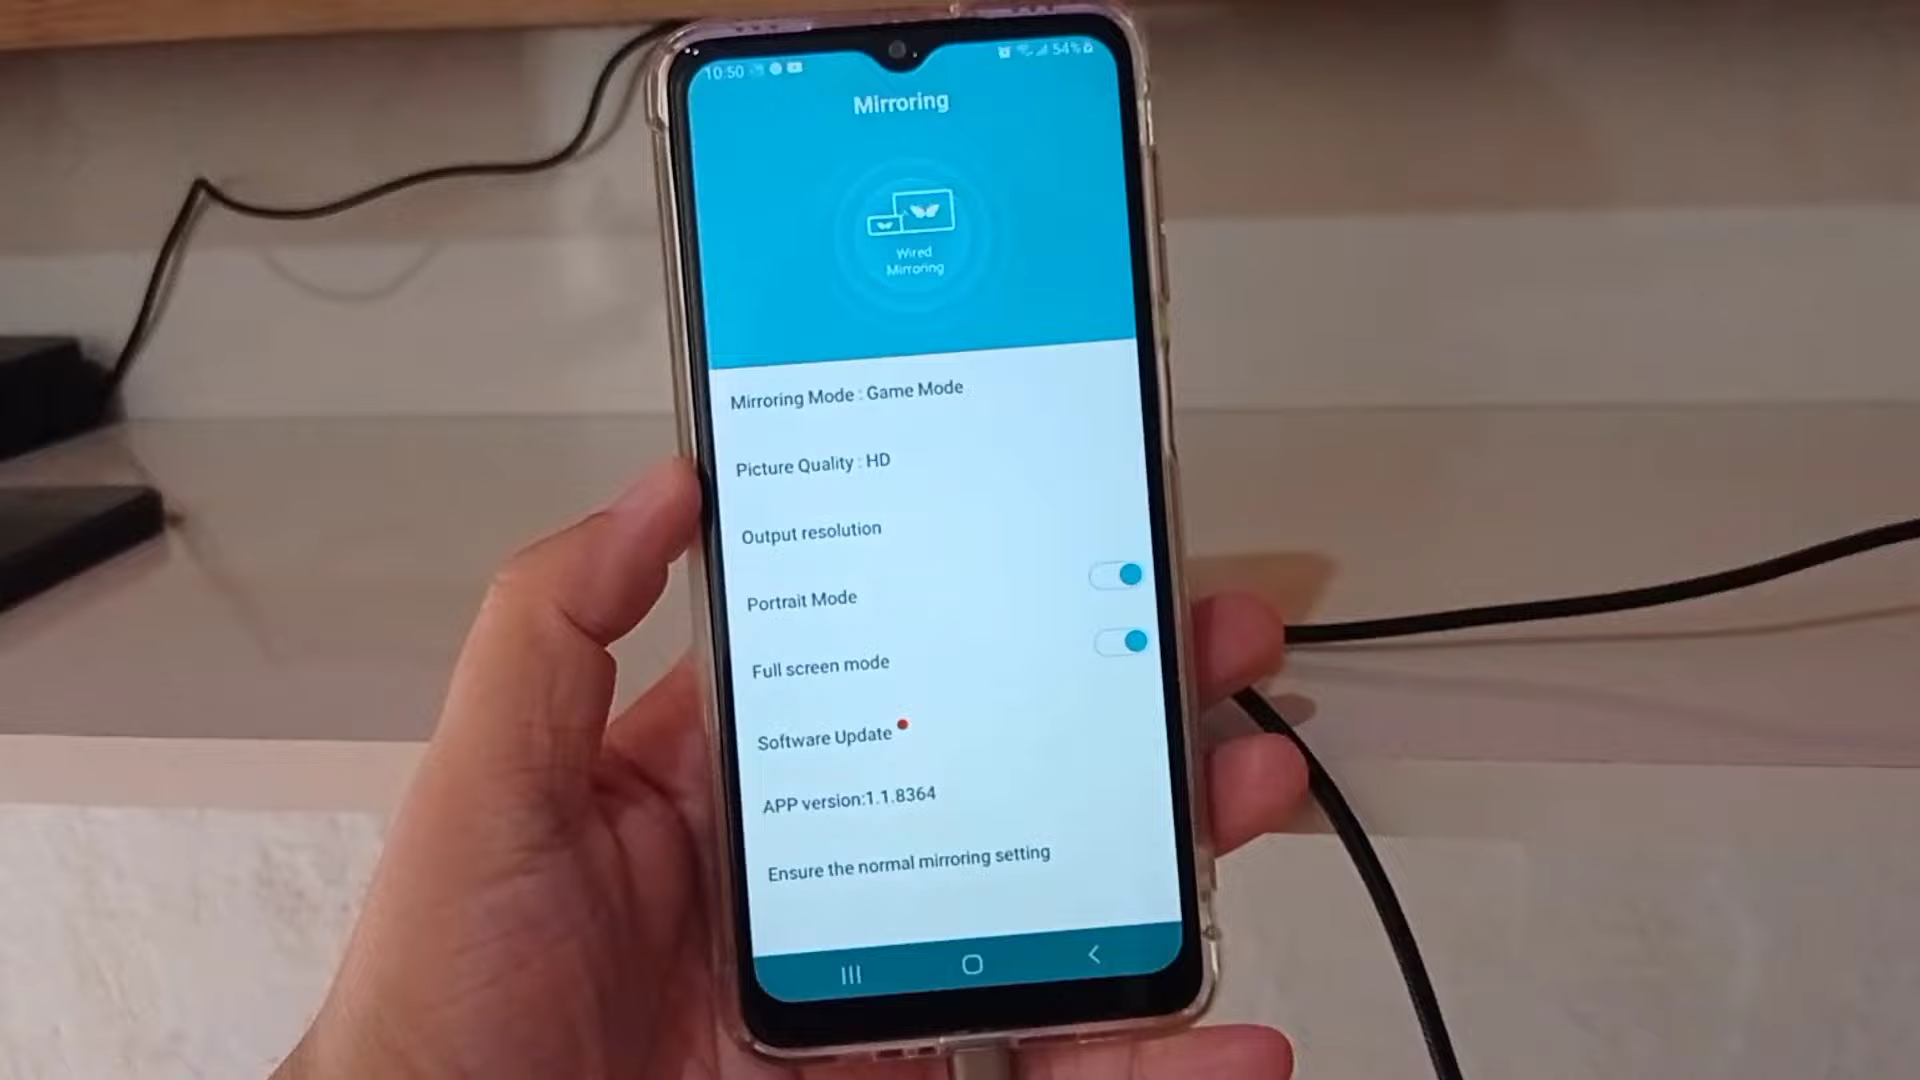 10:50
54%
Mirroring
Wired
Mirroring
Mirroring Mode : Game Mode
Picture Quality : HD
Output resolution
Portrait Mode
Full screen mode
Software Update
APP version:1.1.8364
Ensure the normal mirroring setting